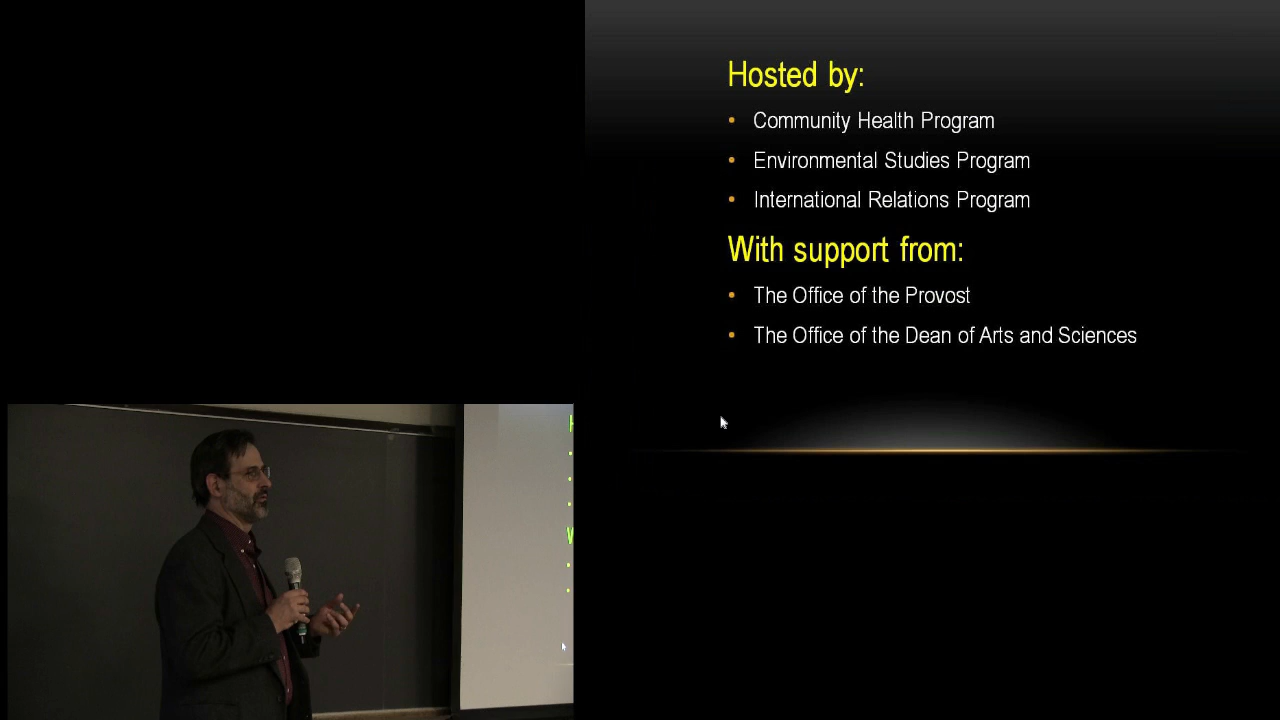 Hosted by:
• Community Health Program
• Environmental Studies Program
• International Relations Program
With support from:
• The Office of the Provost
• The Office of the Dean of Arts and Sciences